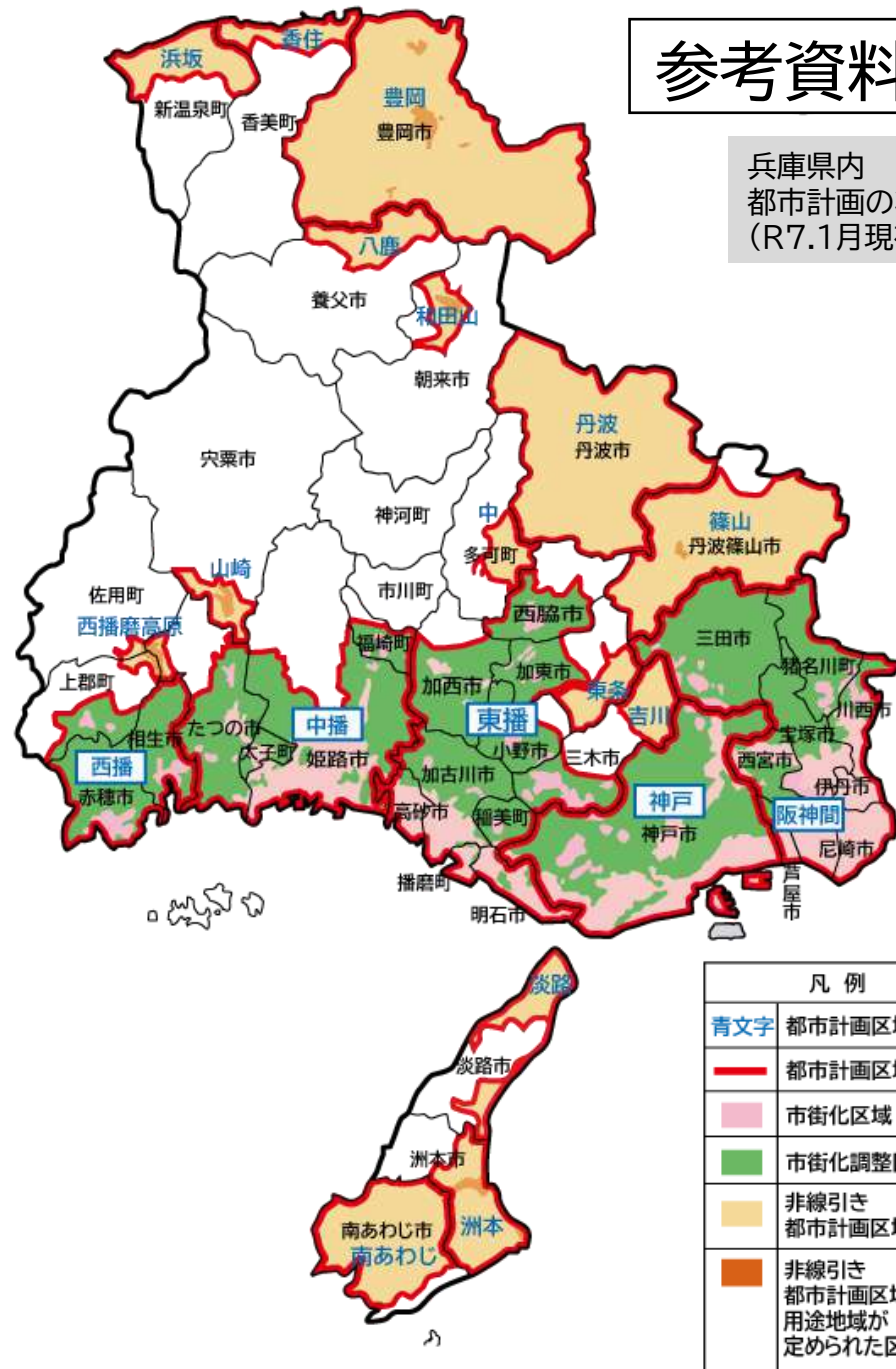 参考資料
兵庫県内
都市計画の
(R7.1月現
浜坂
香住
新温泉町
香美町
豊岡
豊岡市
八鹿
養父市
和田山
朝来市
丹波
丹波市
宍粟市
神河町
中
多可町
篠山
丹波篠山市
山崎
佐用町
市川町
西播磨高原
福崎町
西脇市
三田市
上郡町
加西市
加東市
東条
吉川
猪名川町
川西市
相生市
たつの市
中播
東播
太子町
姫路市
小野市
三木市
宝塚市
西宮市
西播
赤穂市
加古川市
神戸
伊丹市
高砂市
稲美町
神戸市
阪神間
尼崎市
播磨町
明石市
芦屋市
淡路
淡路市
洲本市
南あわじ市
南あわじ
洲本
凡 例
青文字 都市計画区
都市計画区
市街化区域
市街化調整
非線引き
都市計画区
非線引き
都市計画区
用途地域が
定められた